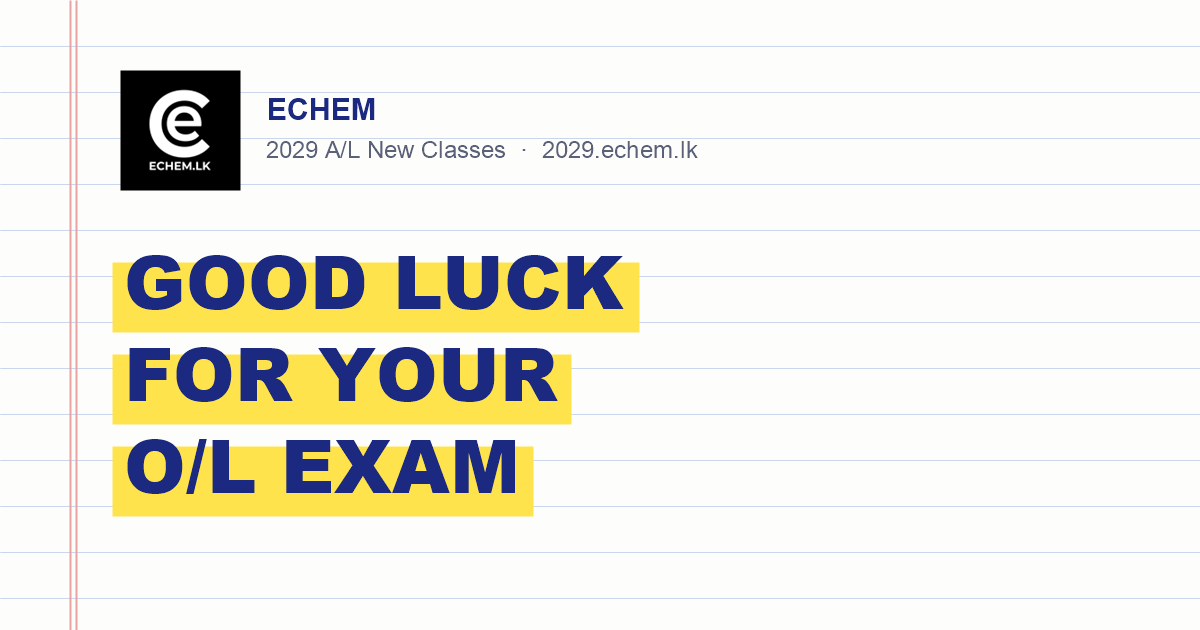 ECHEM.LK
ECHEM
2029 A/L New Classes · 2029.echem.lk
GOOD LUCK
FOR YOUR
O/L EXAM